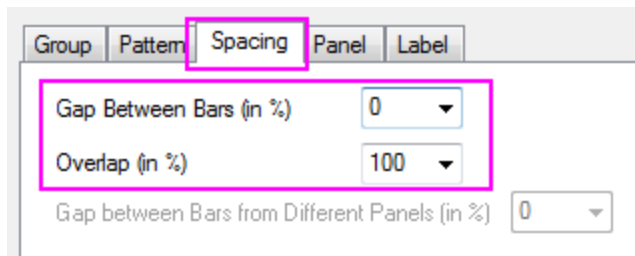 Group Pattern Spacing Panel Label
Gap Between Bars (in %) 0
Overlap (in %) 100
Gap between Bars from Different Panels (in %) 0